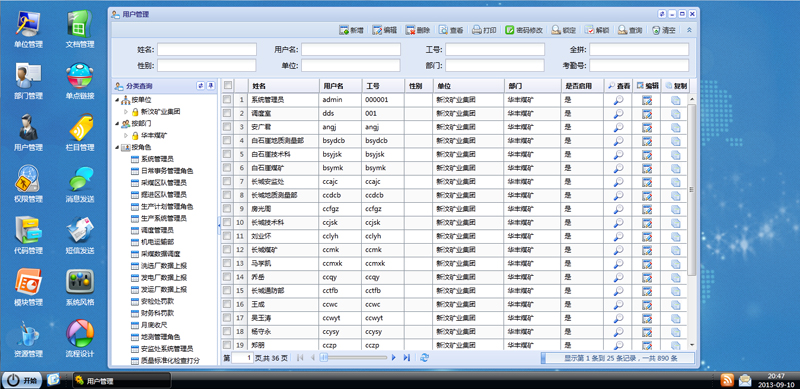 用户管理
单位管理 文档管理
部门管理 单点链接
用户管理 栏目管理
权限管理 消息发送
代码管理 短信发送
模块管理 系统风格
资源管理 流程设计
新增 编辑 删除 查看 打印 密码修改 锁定 解锁 查询 清空
姓名: 用户名: 工号: 全拼:
性别: 单位: 部门: 考勤号:
分类查询
按单位
新汶矿业集团
按部门
华丰煤矿
按角色
系统管理员
日常事务管理角色
采煤区队管理员
掘进区队管理员
生产计划管理角色
生产系统管理员
调度管理员
机电运输部
采煤数据调度
洗选厂数据上报
发电厂数据上报
发运厂数据上报
安检处罚款
财务科罚款
月底收尺
地测管理角色
安监处系统管理员
质量标准化检查打分
姓名 用户名 工号 性别 单位 部门 是否启用 查看 编辑 复制
1 系统管理员 admin 000001 新汶矿业集团 华丰煤矿 是
2 调度室 dds 001 新汶矿业集团 华丰煤矿 是
3 安广君 angj angj 新汶矿业集团 华丰煤矿 是
4 白石崖地质测量部 bsydcb bsydcb 新汶矿业集团 华丰煤矿 是
5 白石崖技术科 bsyjsk bsyjsk 新汶矿业集团 华丰煤矿 是
6 白石崖煤矿 bsymk bsymk 新汶矿业集团 华丰煤矿 是
7 长城安监处 ccajc ccajc 新汶矿业集团 华丰煤矿 是
8 长城地质测量部 ccdcb ccdcb 新汶矿业集团 华丰煤矿 是
9 房光周 ccfgz ccfgz 新汶矿业集团 华丰煤矿 是
10 长城技术科 ccjsk ccjsk 新汶矿业集团 华丰煤矿 是
11 刘业怀 cclyh cclyh 新汶矿业集团 华丰煤矿 是
12 长城煤矿 ccmk ccmk 新汶矿业集团 华丰煤矿 是
13 马学凯 ccmxk ccmxk 新汶矿业集团 华丰煤矿 是
14 岳 ccqy ccqy 新汶矿业集团 华丰煤矿 是
15 长城通防部 cctfb cctfb 新汶矿业集团 华丰煤矿 是
16 王成 ccwc ccwc 新汶矿业集团 华丰煤矿 是
17 吴玉涛 ccwyt ccwyt 新汶矿业集团 华丰煤矿 是
18 杨守永 ccysy ccysy 新汶矿业集团 华丰煤矿 是
19 郑朋 cczp cczp 新汶矿业集团 华丰煤矿 是
第 1 页,共 36 页 显示第 1 条到 25 条记录，一共 890 条
开始 用户管理 20:47
2013-09-10